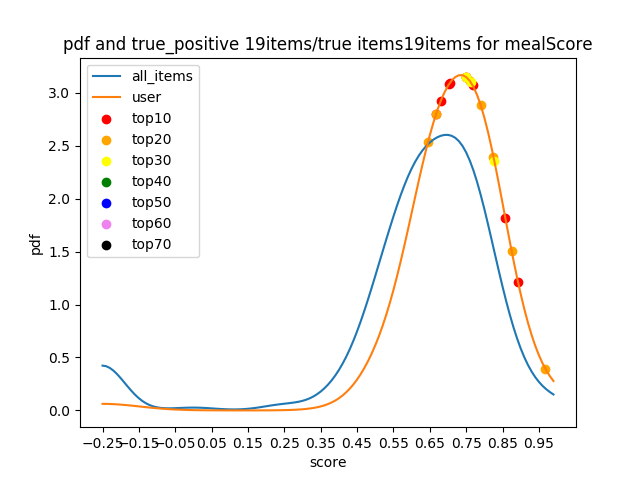 pdf and true_positive 19items/true items19items for mealScore
all_items
user
top10
top20
top30
top40
top50
top60
top70
3.0
2.5
2.0
1.5
1.0
0.5
0.0
pdf
−0.25 −0.15 −0.05 0.05 0.15 0.25 0.35 0.45 0.55 0.65 0.75 0.85 0.95
score